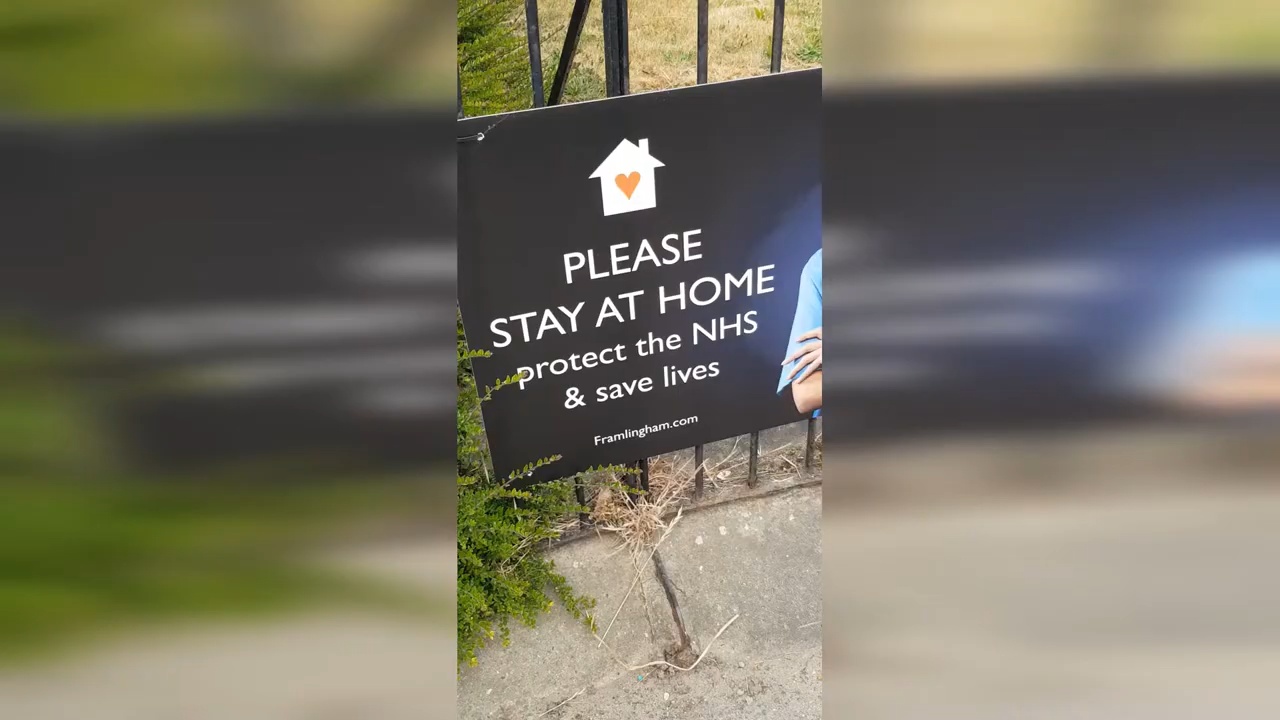 PLEASE
STAY AT HOME
protect the NHS
& save lives
Framlingham.com